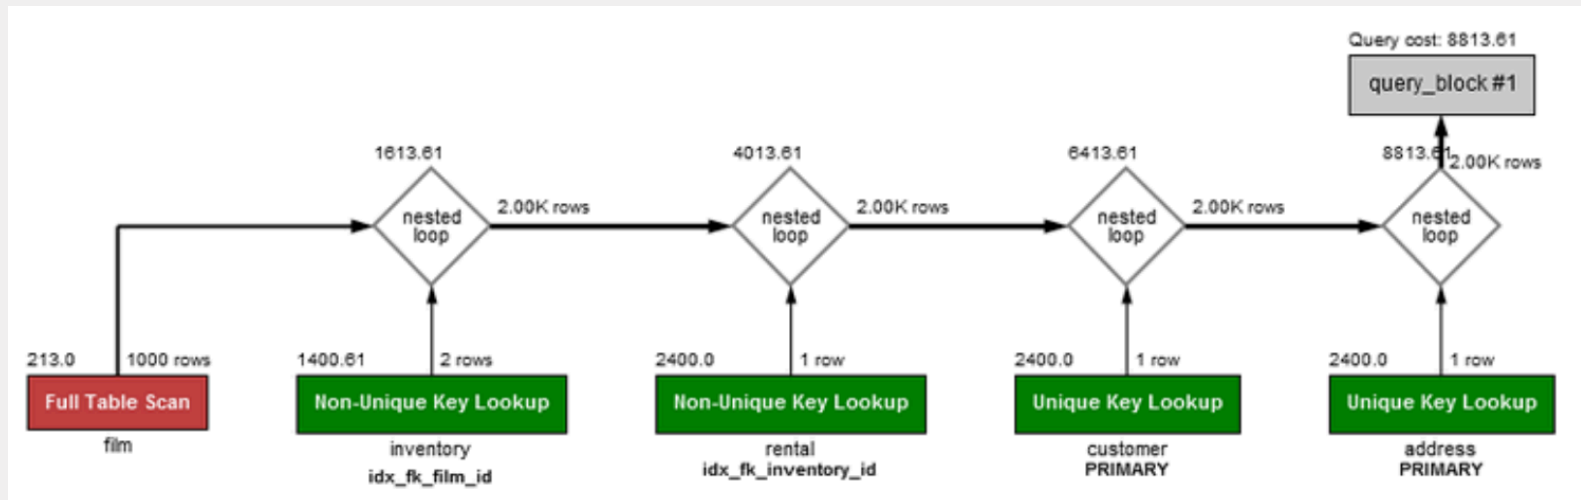 Query cost: 8813.61
query_block #1
1613.61
4013.61
6413.61
8813.61
2.00K rows
nested
loop
2.00K rows
nested
loop
2.00K rows
nested
loop
2.00K rows
nested
loop
213.0
1000 rows
1400.61
2 rows
2400.0
1 row
2400.0
1 row
2400.0
1 row
Full Table Scan
Non-Unique Key Lookup
Non-Unique Key Lookup
Unique Key Lookup
Unique Key Lookup
film
inventory
idx_fk_film_id
rental
idx_fk_inventory_id
customer
PRIMARY
address
PRIMARY